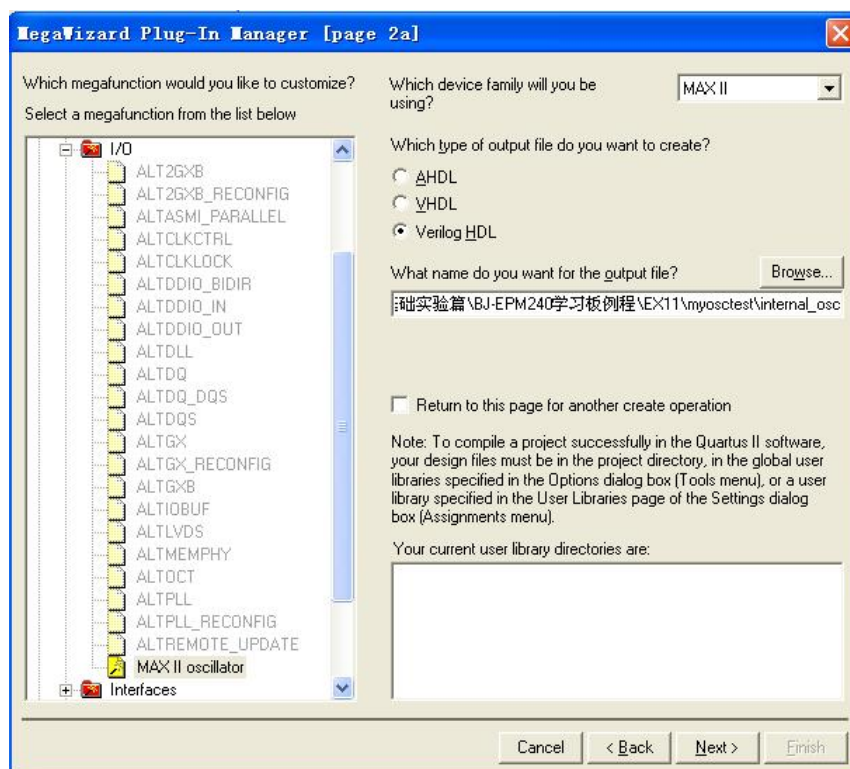 MegaWizard Plug-In Manager [page 2a]
Which megafunction would you like to customize?
Select a megafunction from the list below
I/O
ALT2GXB
ALT2GXB_RECONFIG
ALTASMI_PARALLEL
ALTCLKCTRL
ALTCLKLOCK
ALTDDIO_BIDIR
ALTDDIO_IN
ALTDDIO_OUT
ALTDLL
ALTDQ
ALTDQ_DQS
ALTDQS
ALTGX
ALTGX_RECONFIG
ALTGXB
ALTIOBUF
ALTLVDS
ALTMEMPHY
ALTOCT
ALTPLL
ALTPLL_RECONFIG
ALTREMOTE_UPDATE
MAX II oscillator
Interfaces
Which device family will you be
using?
MAX II
Which type of output file do you want to create?
AHDL
VHDL
Verilog HDL
What name do you want for the output file?
Browse...
础实验篇\BJ-EPM240学习板例程\EX11\myosctest\internal_osc
Return to this page for another create operation
Note: To compile a project successfully in the Quartus II software,
your design files must be in the project directory, in the global user
libraries specified in the Options dialog box (Tools menu), or a user
library specified in the User Libraries page of the Settings dialog
box (Assignments menu).
Your current user library directories are:
Cancel
< Back
Next >
Finish